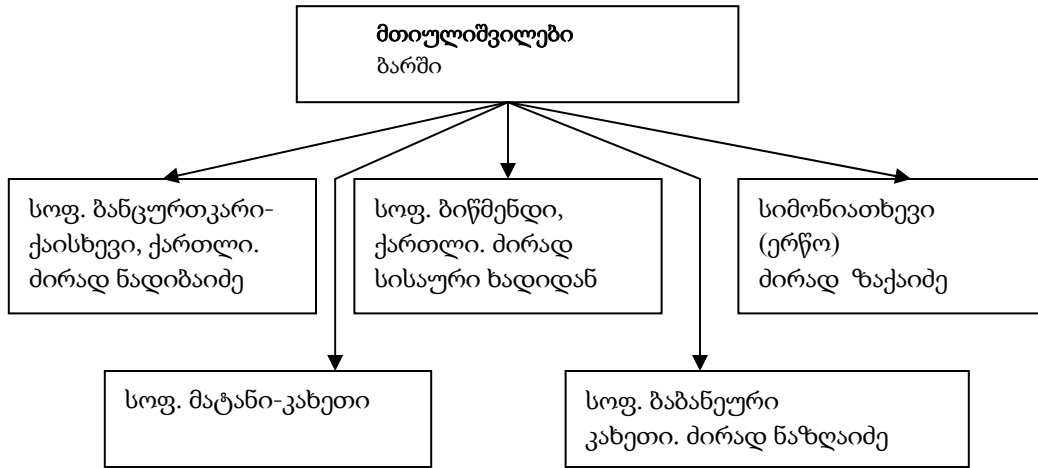 მთიულიშვილები
ბარში
სოფ. ბანცურთკარი-
ქაისხევი, ქართლი.
ძირად ნადიბაიძე
სოფ. ბიწმენდი,
ქართლი. ძირად
სისაური ხადიდან
სიმონიათხევი
(ერწო)
ძირად ზაქაიძე
სოფ. მატანი-კახეთი
სოფ. ბაბანეური
კახეთი. ძირად ნაზღაიძე